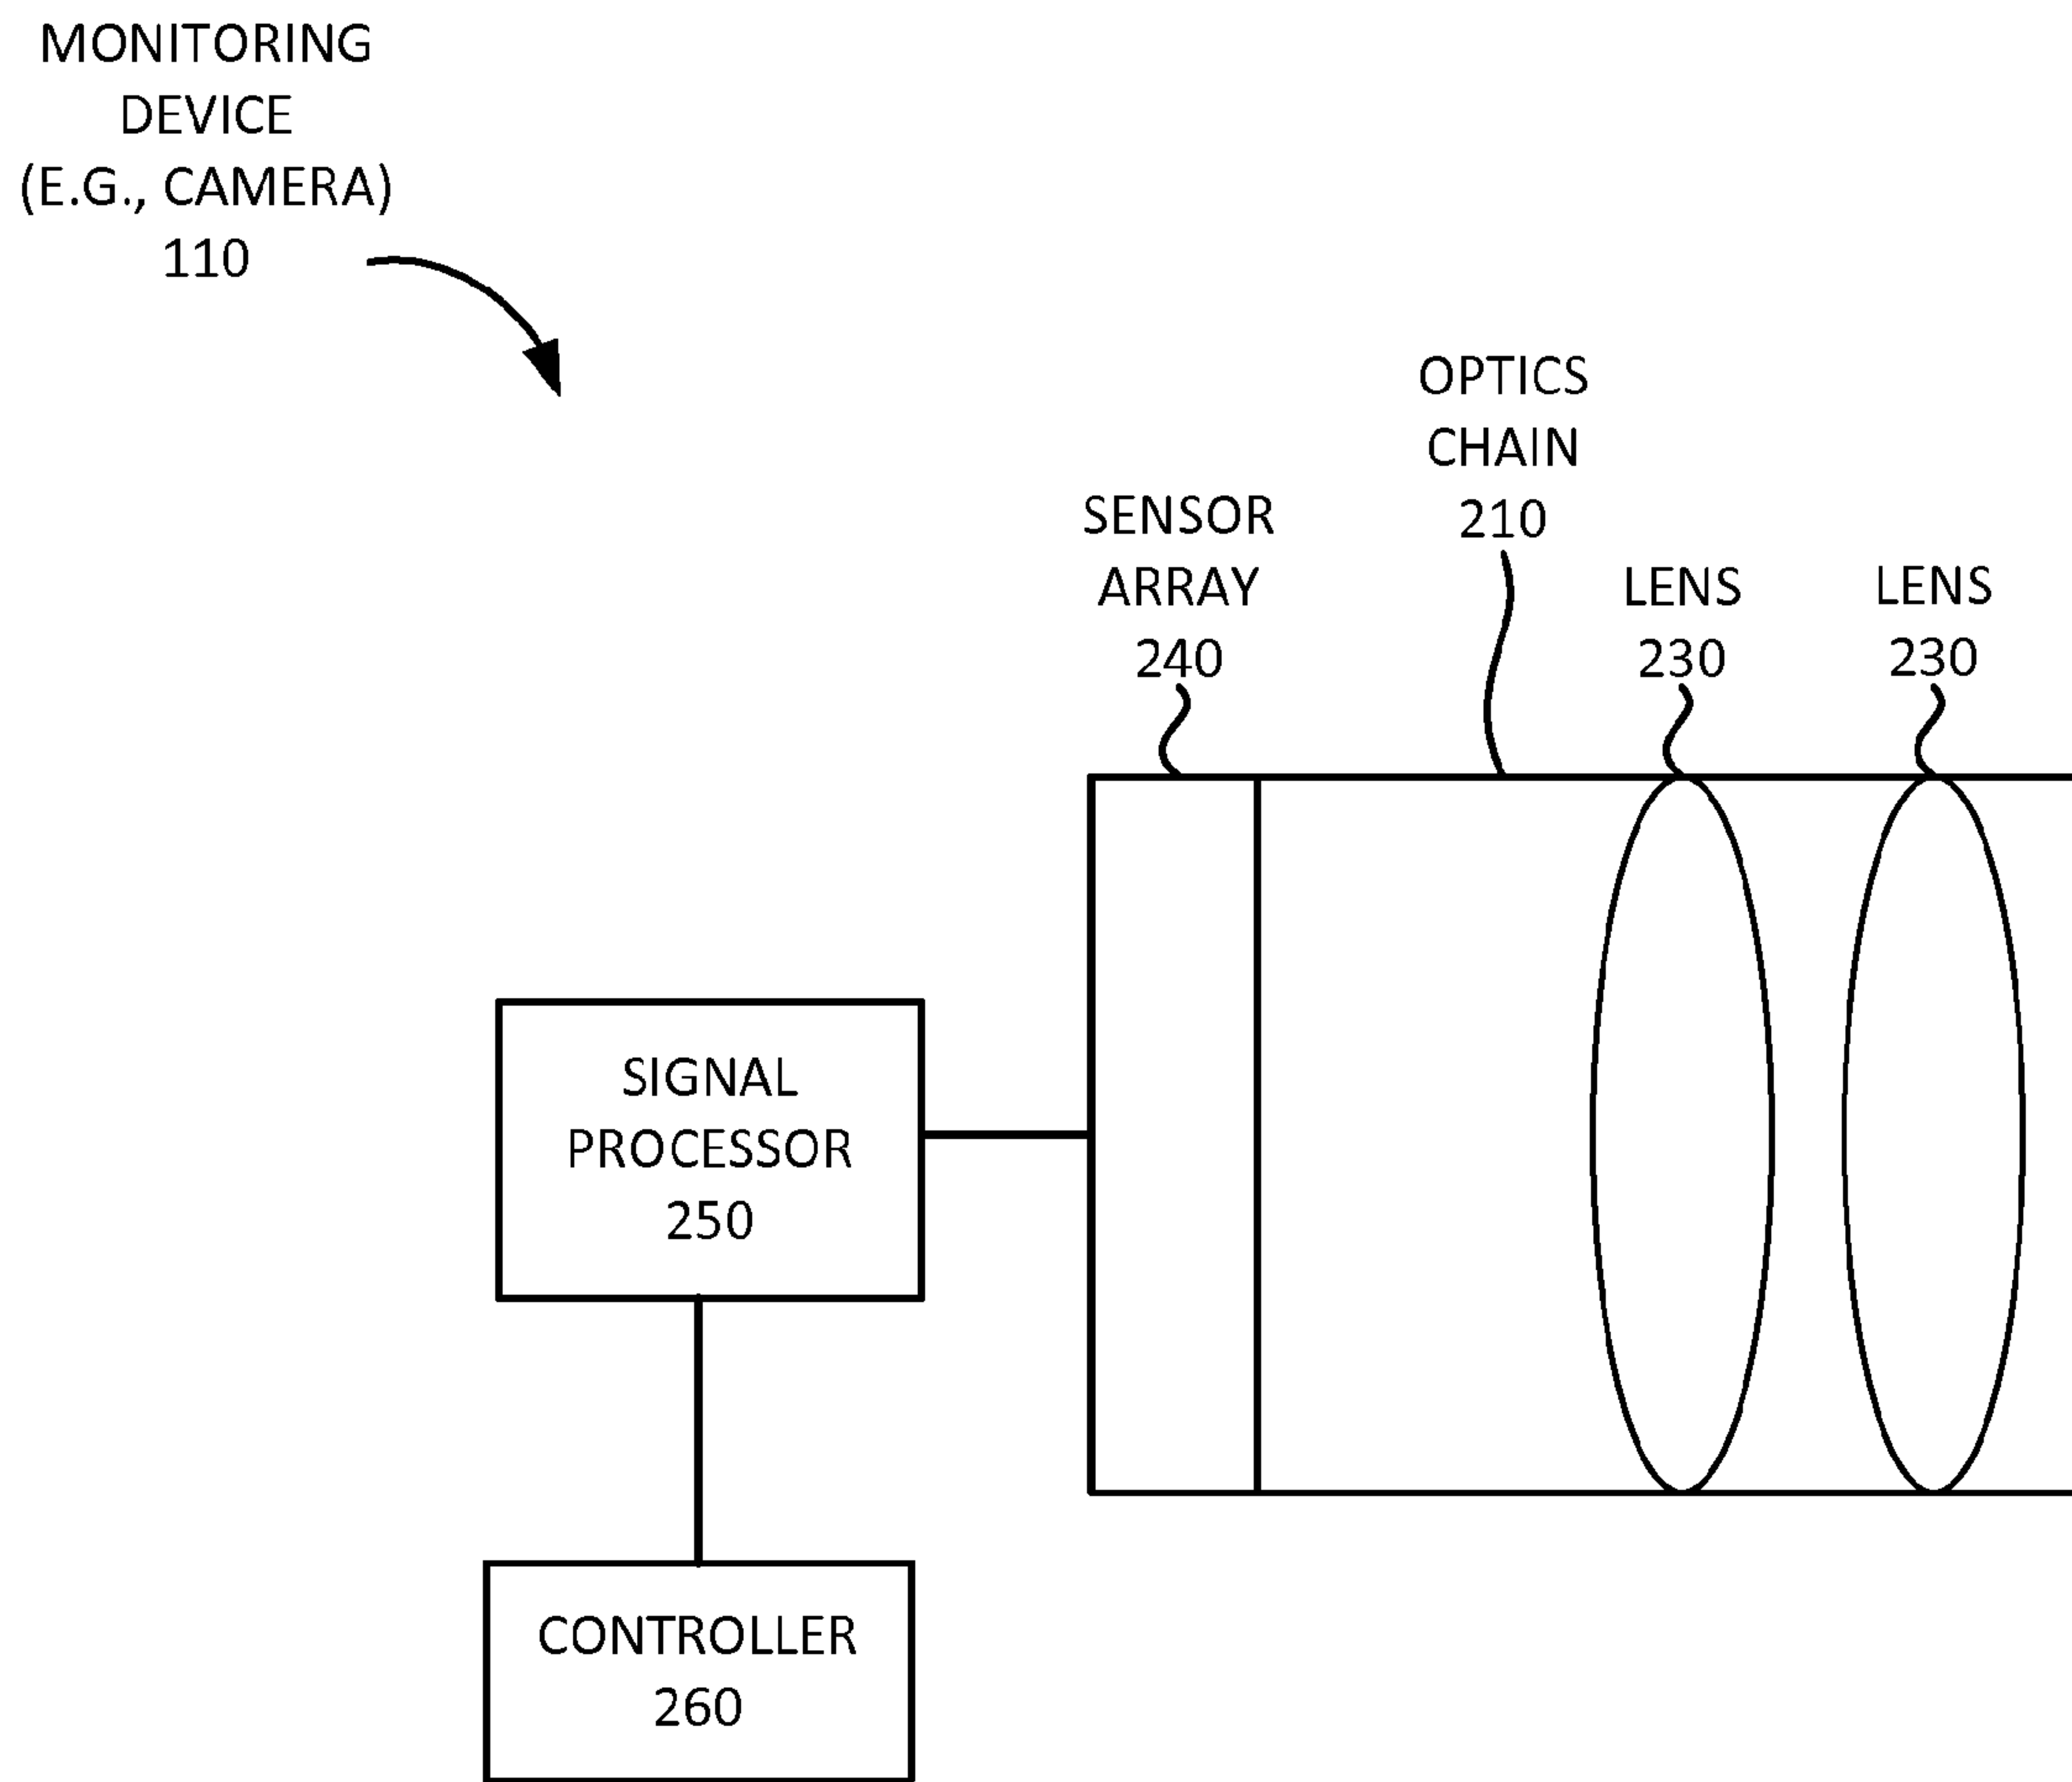 MONITORING
DEVICE
(E.G., CAMERA)
110
OPTICS
CHAIN
210
SENSOR
ARRAY
240
LENS
230
LENS
230
SIGNAL
PROCESSOR
250
CONTROLLER
260